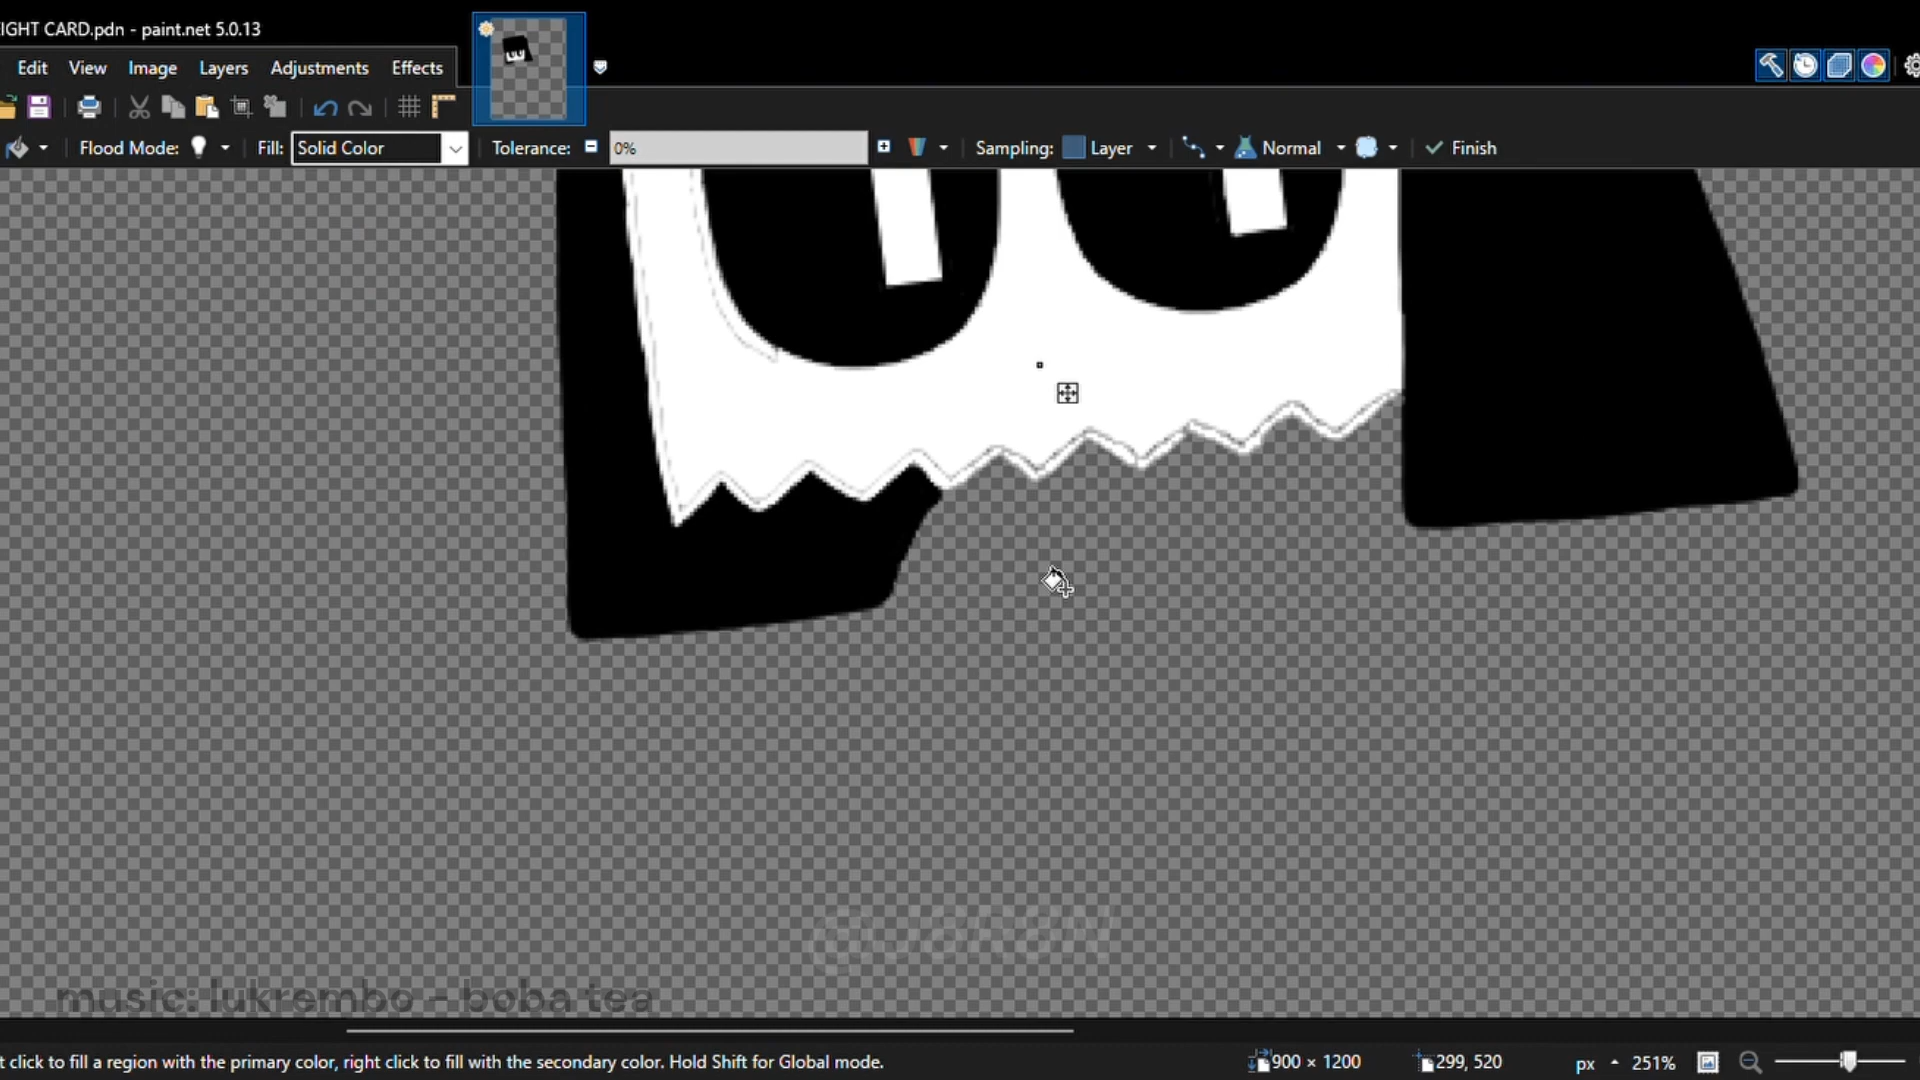 IGHT CARD.pdn - paint.net 5.0.13
Edit View Image Layers Adjustments Effects
Flood Mode: Fill: Solid Color Tolerance: 0% Sampling: Layer Normal Finish
music: lukrembo - boba tea
t click to fill a region with the primary color, right click to fill with the secondary color. Hold Shift for Global mode. 900 × 1200 299, 520 px 251%